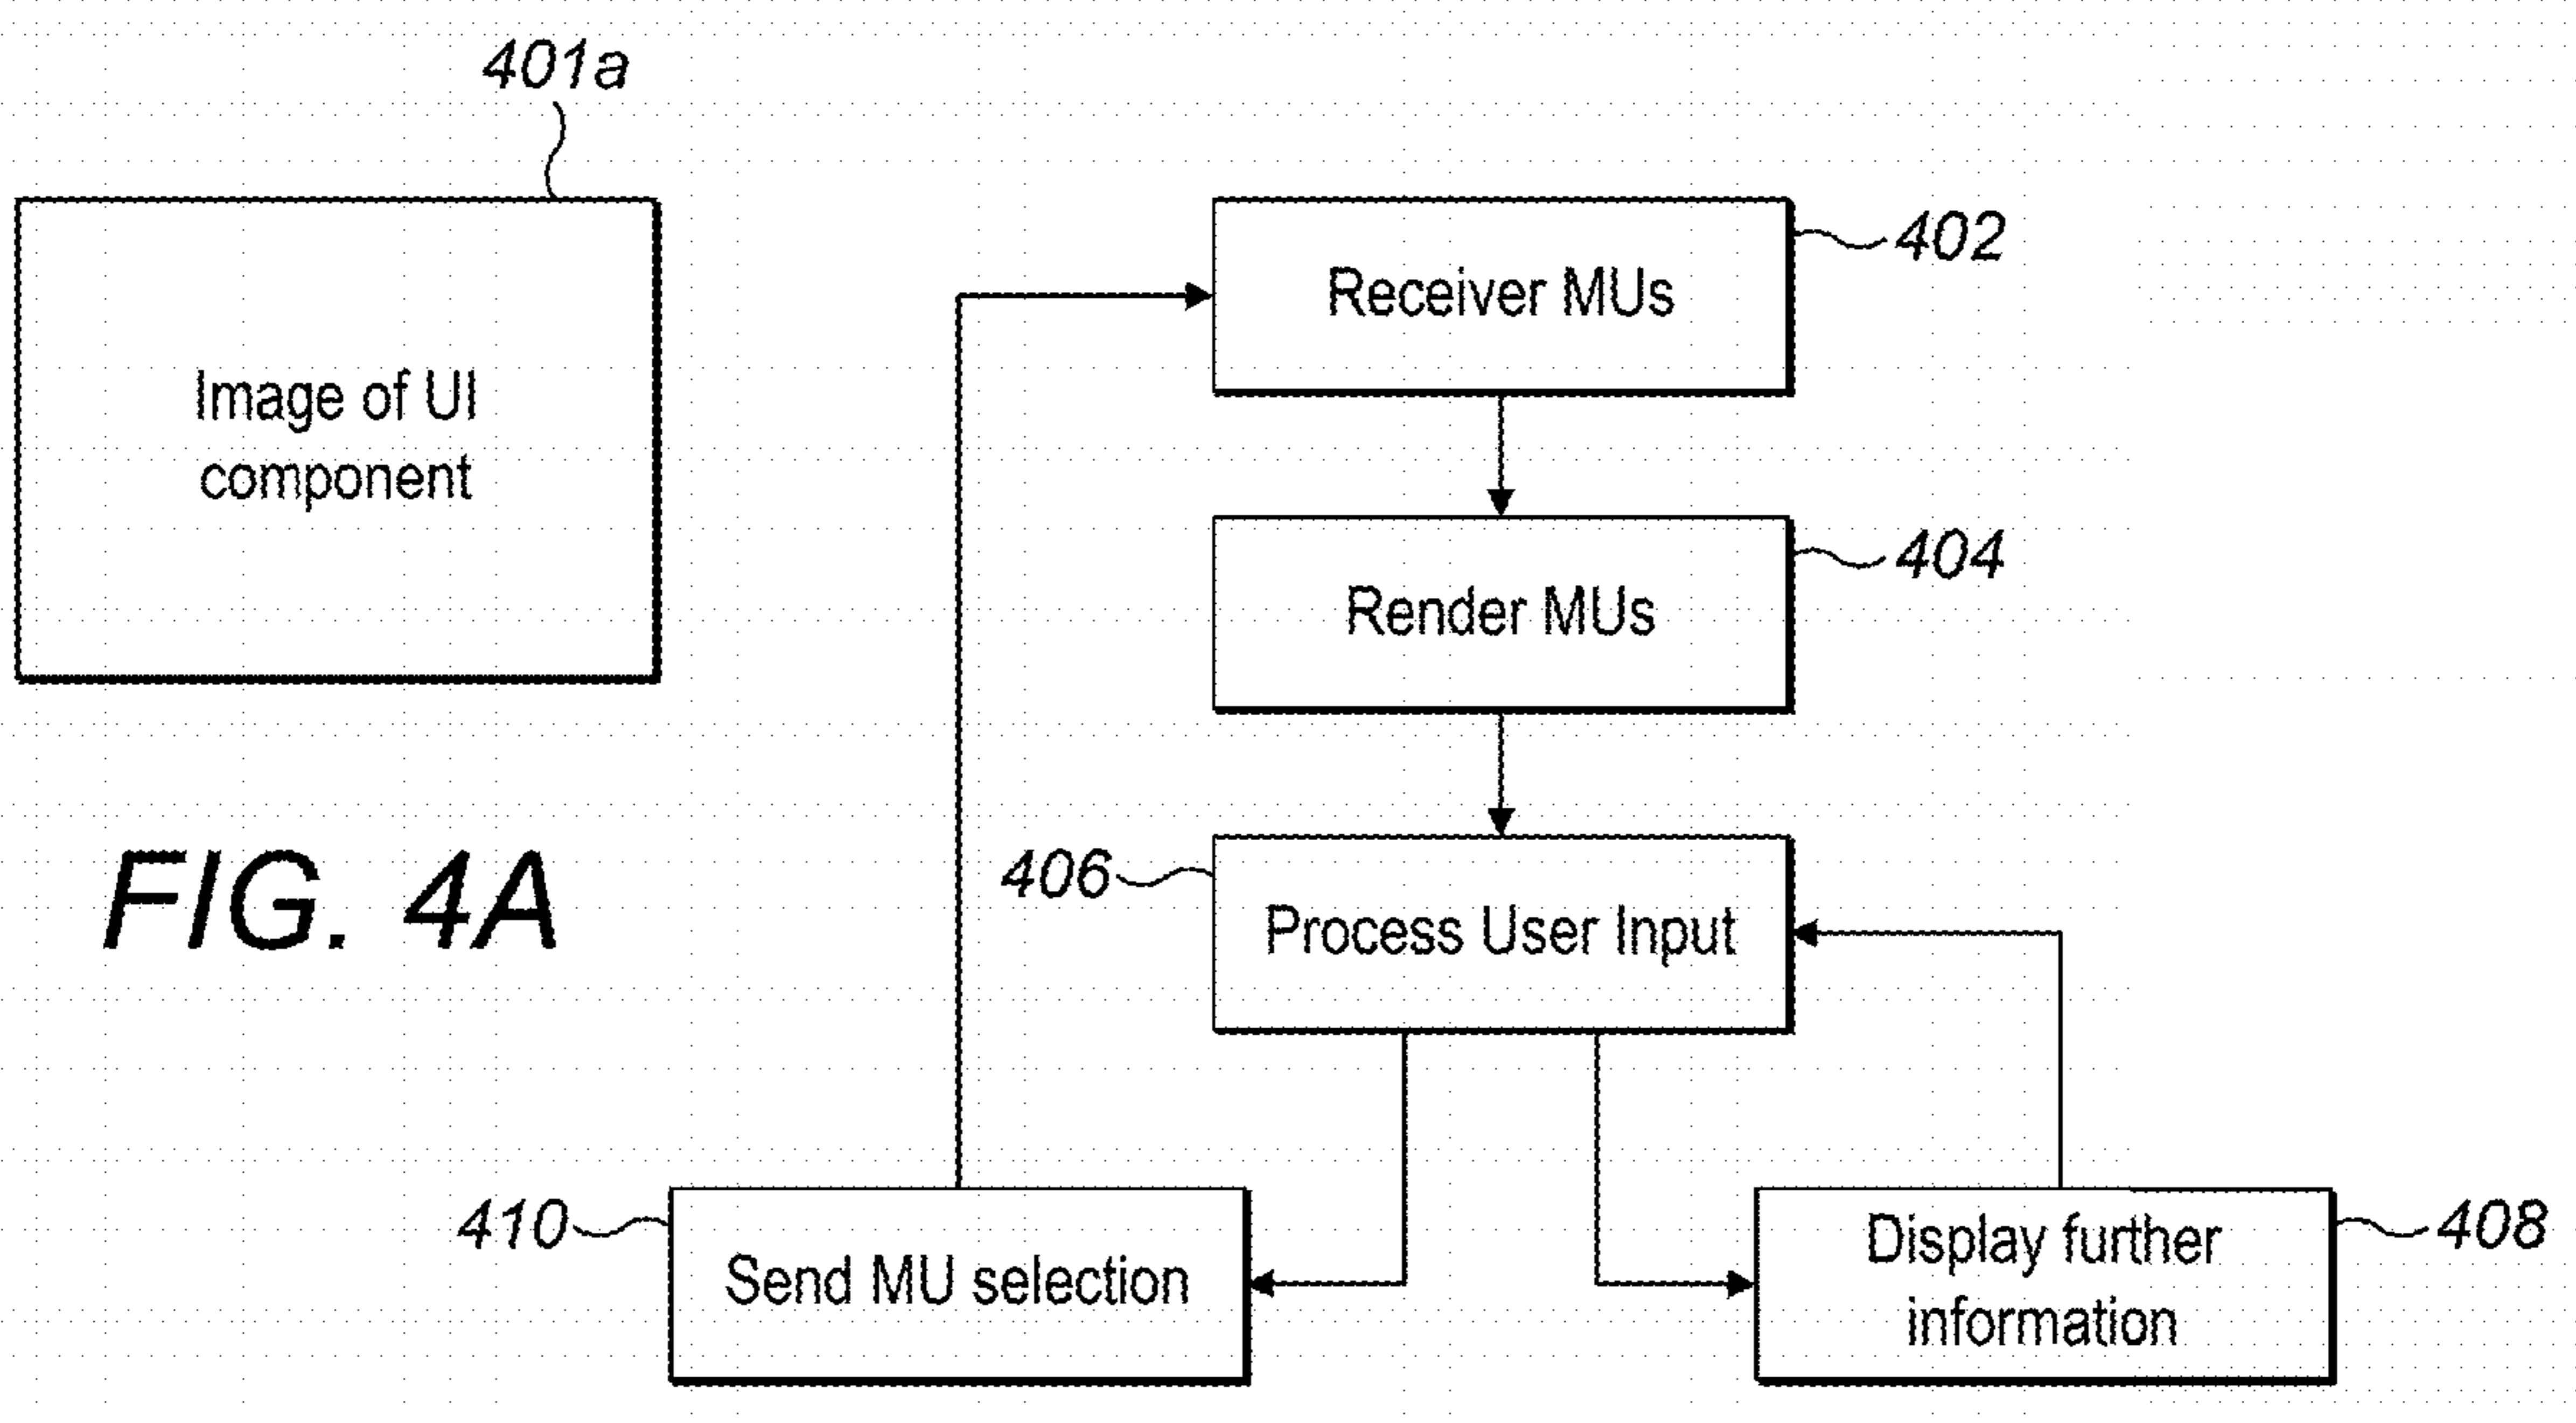 401a
Image of UI
component
FIG. 4A
402
Receiver MUs
404
Render MUs
406
Process User Input
410
Send MU selection
408
Display further
information